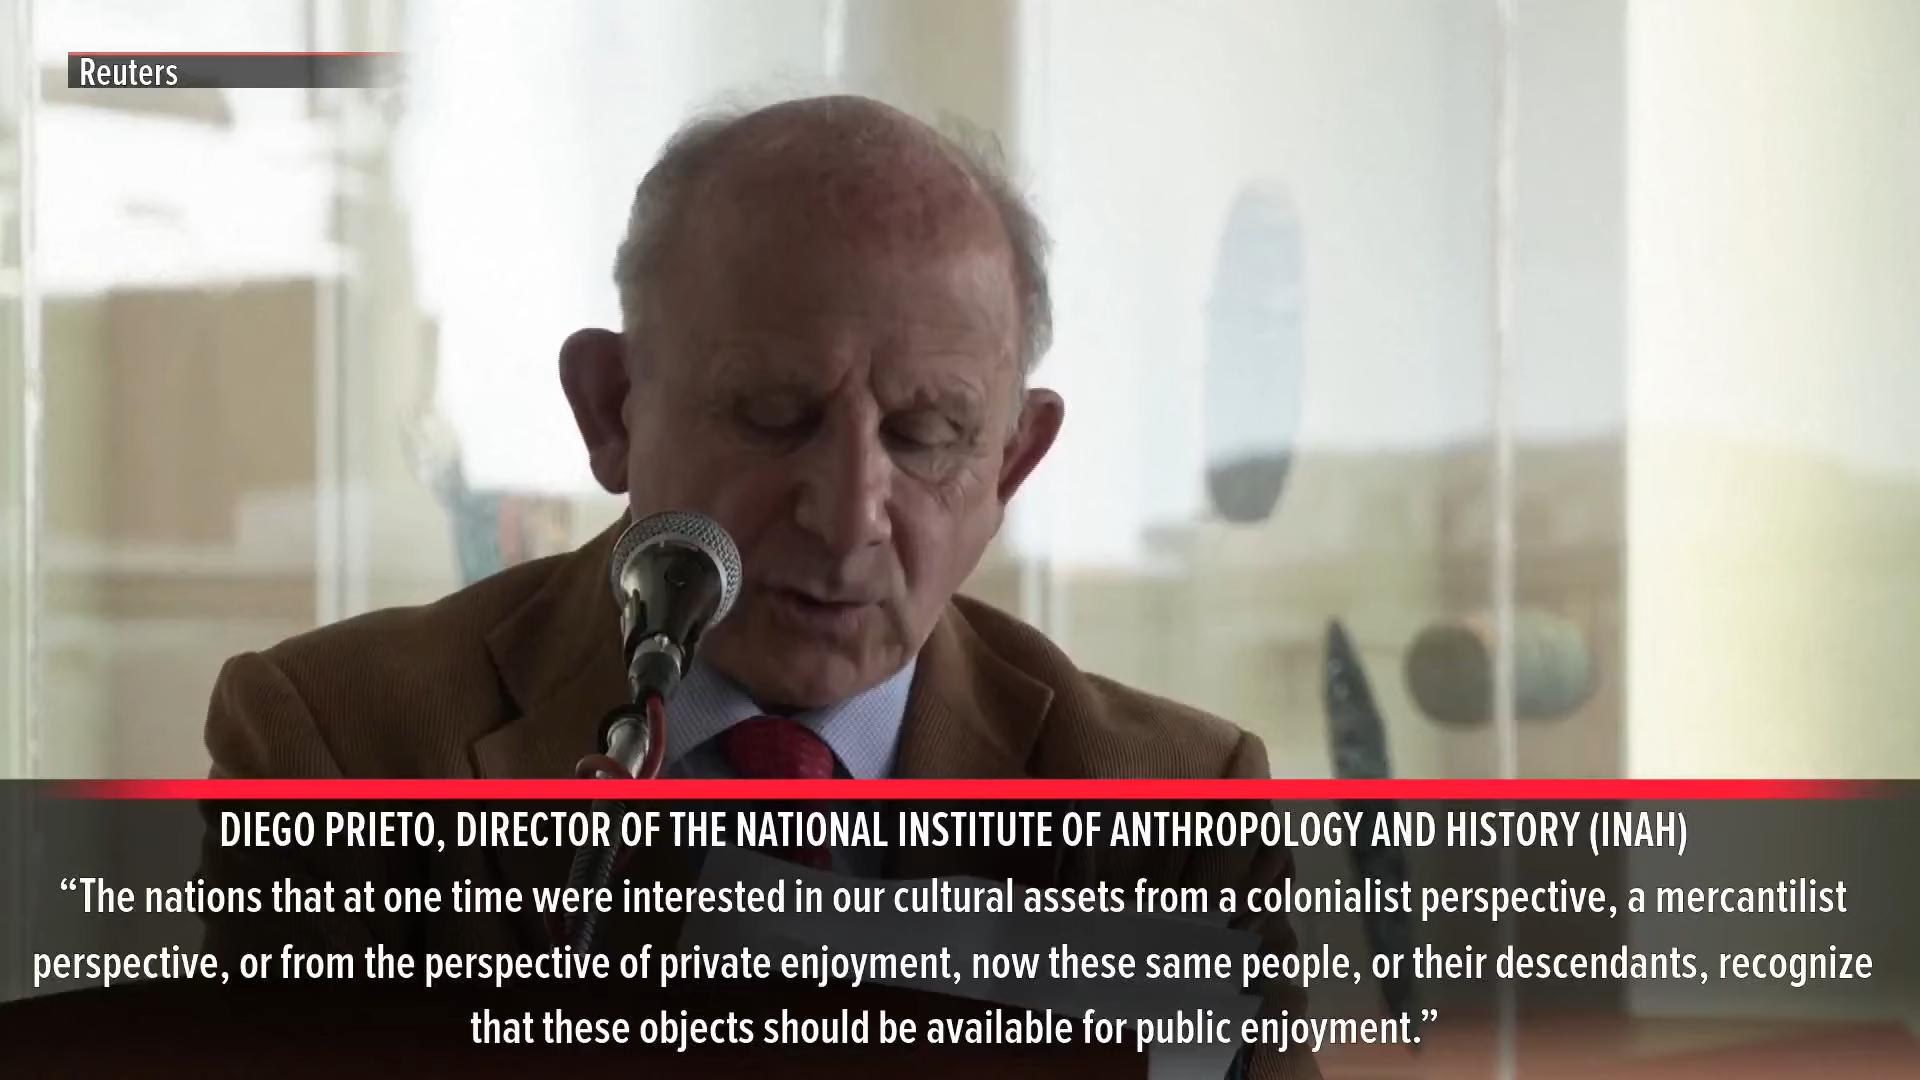 Reuters
DIEGO PRIETO, DIRECTOR OF THE NATIONAL INSTITUTE OF ANTHROPOLOGY AND HISTORY (INAH)
“The nations that at one time were interested in our cultural assets from a colonialist perspective, a mercantilist
perspective, or from the perspective of private enjoyment, now these same people, or their descendants, recognize
that these objects should be available for public enjoyment.”